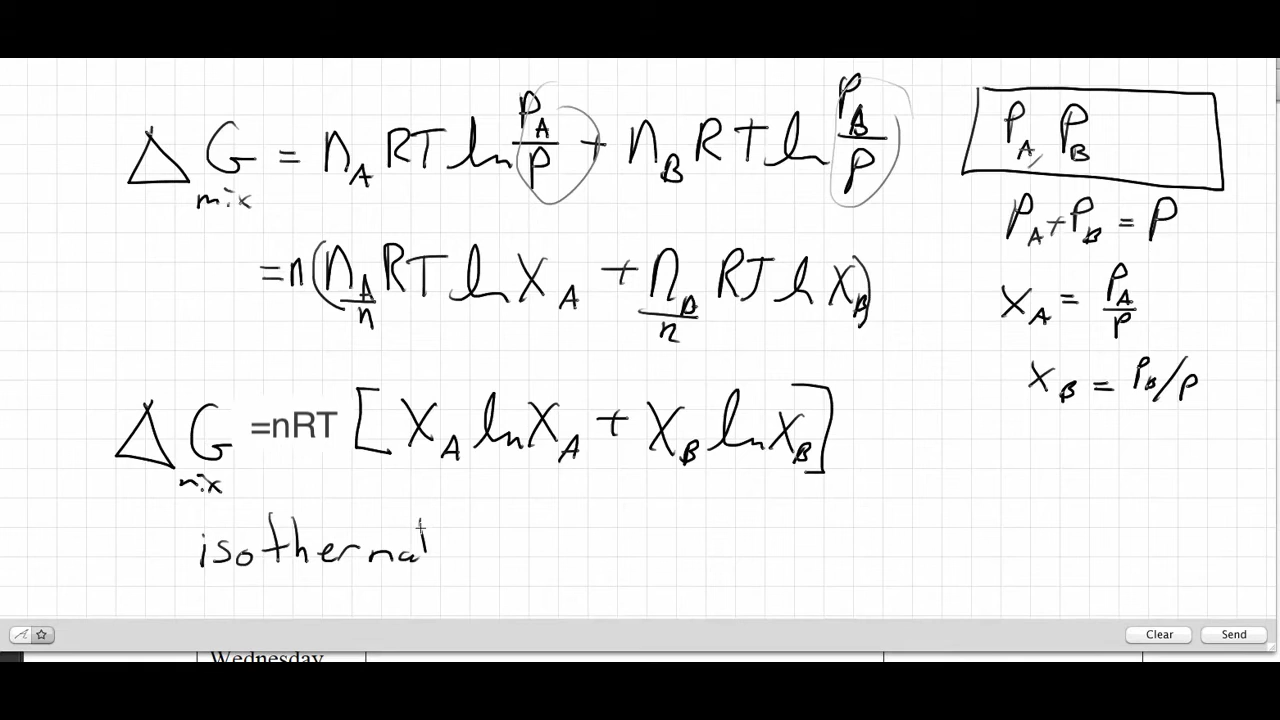 ΔG_mix = n_A RT ln P_A/P + n_B RT ln P_B/P
= n(n_A/n RT ln X_A + n_B/n RT ln X_B)
ΔG_mix =nRT [X_A ln X_A + X_B ln X_B]
isothermal
P_A P_B
P_A + P_B = P
X_A = P_A/P
X_B = P_B/P
Clear Send
Wednesday